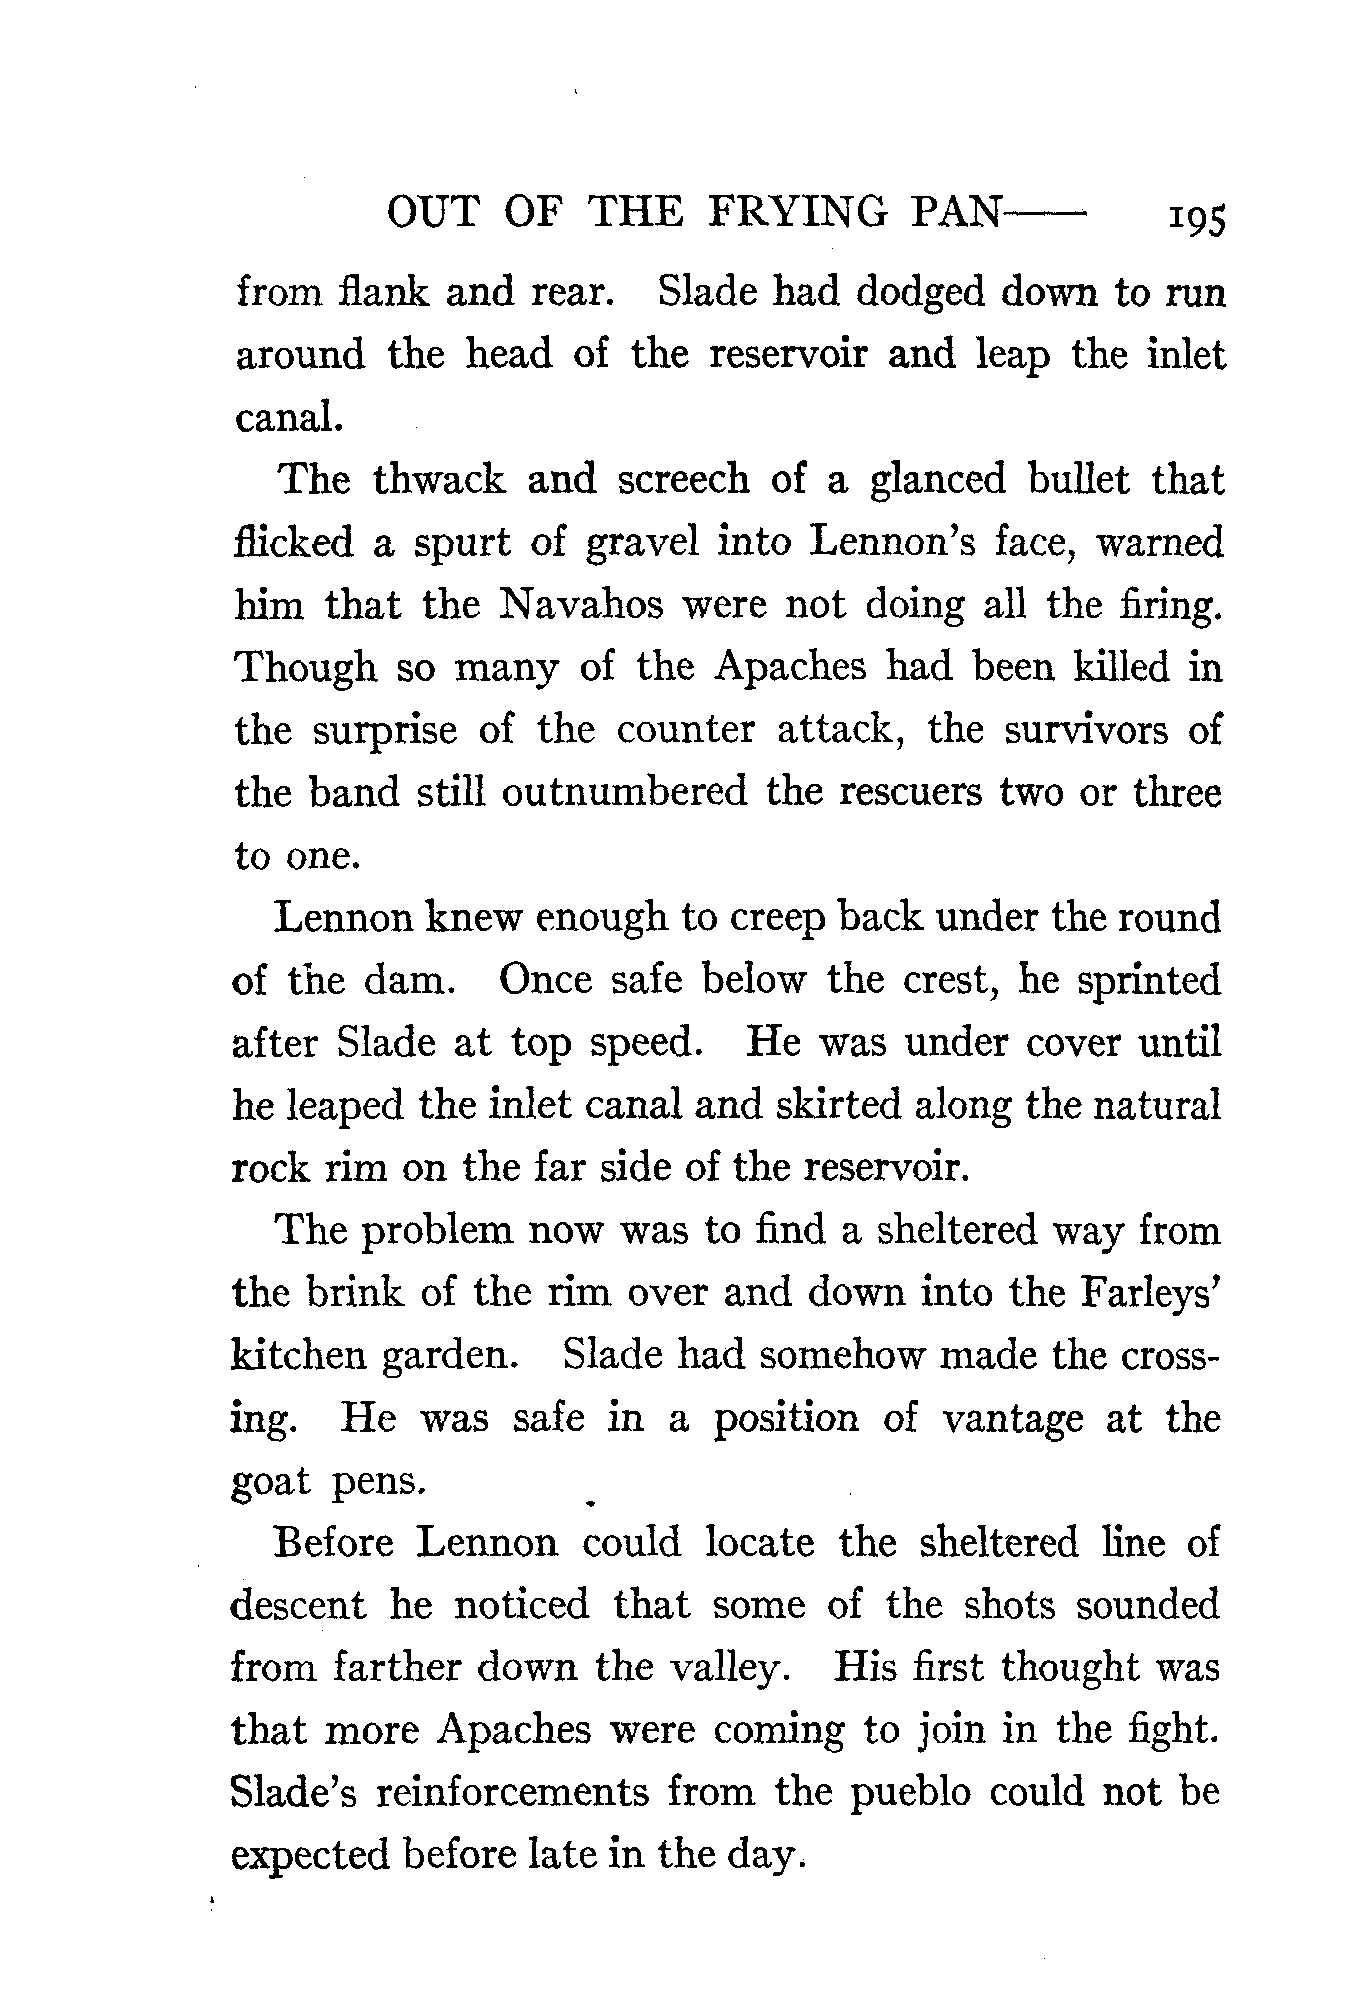 OUT OF THE FRYING PAN—— 195
from flank and rear. Slade had dodged down to run
around the head of the reservoir and leap the inlet
canal.
The thwack and screech of a glanced bullet that
flicked a spurt of gravel into Lennon's face, warned
him that the Navahos were not doing all the firing.
Though so many of the Apaches had been killed in
the surprise of the counter attack, the survivors of
the band still outnumbered the rescuers two or three
to one.
Lennon knew enough to creep back under the round
of the dam. Once safe below the crest, he sprinted
after Slade at top speed. He was under cover until
he leaped the inlet canal and skirted along the natural
rock rim on the far side of the reservoir.
The problem now was to find a sheltered way from
the brink of the rim over and down into the Farleys'
kitchen garden. Slade had somehow made the cross-
ing. He was safe in a position of vantage at the
goat pens.
Before Lennon could locate the sheltered line of
descent he noticed that some of the shots sounded
from farther down the valley. His first thought was
that more Apaches were coming to join in the fight.
Slade's reinforcements from the pueblo could not be
expected before late in the day.